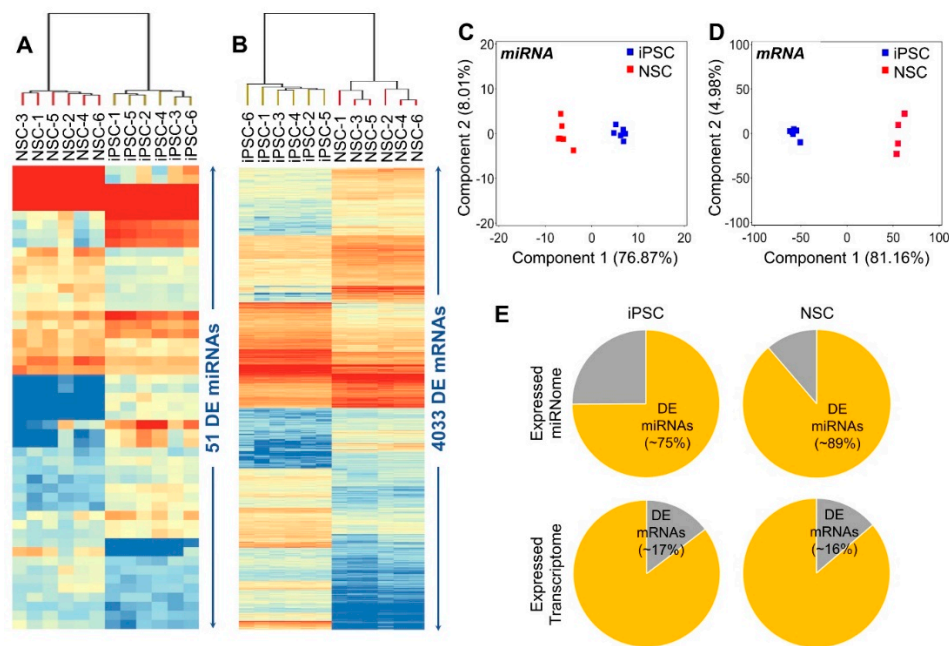 A
NSC-3
NSC-1
NSC-5
NSC-2
NSC-4
NSC-6
iPSC-1
iPSC-5
iPSC-2
iPSC-4
iPSC-3
iPSC-6
51 DE miRNAs
B
iPSC-6
iPSC-3
iPSC-4
iPSC-1
iPSC-2
iPSC-5
NSC-1
NSC-3
NSC-5
NSC-2
NSC-4
NSC-6
4033 DE mRNAs
C
miRNA
iPSC
NSC
Component 2 (8.01%)
20
10
0
-10
-20
-20
-10
0
10
20
Component 1 (76.87%)
D
mRNA
iPSC
NSC
Component 2 (4.98%)
100
50
0
-50
-100
-100
-50
0
50
100
Component 1 (81.16%)
E
iPSC
NSC
Expressed
miRNome
DE
miRNAs
(~75%)
DE
miRNAs
(~89%)
Expressed
Transcriptome
DE
mRNAs
(~17%)
DE
mRNAs
(~16%)